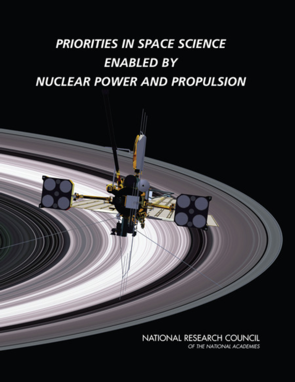 PRIORITIES IN SPACE SCIENCE
ENABLED BY
NUCLEAR POWER AND PROPULSION
NATIONAL RESEARCH COUNCIL
OF THE NATIONAL ACADEMIES